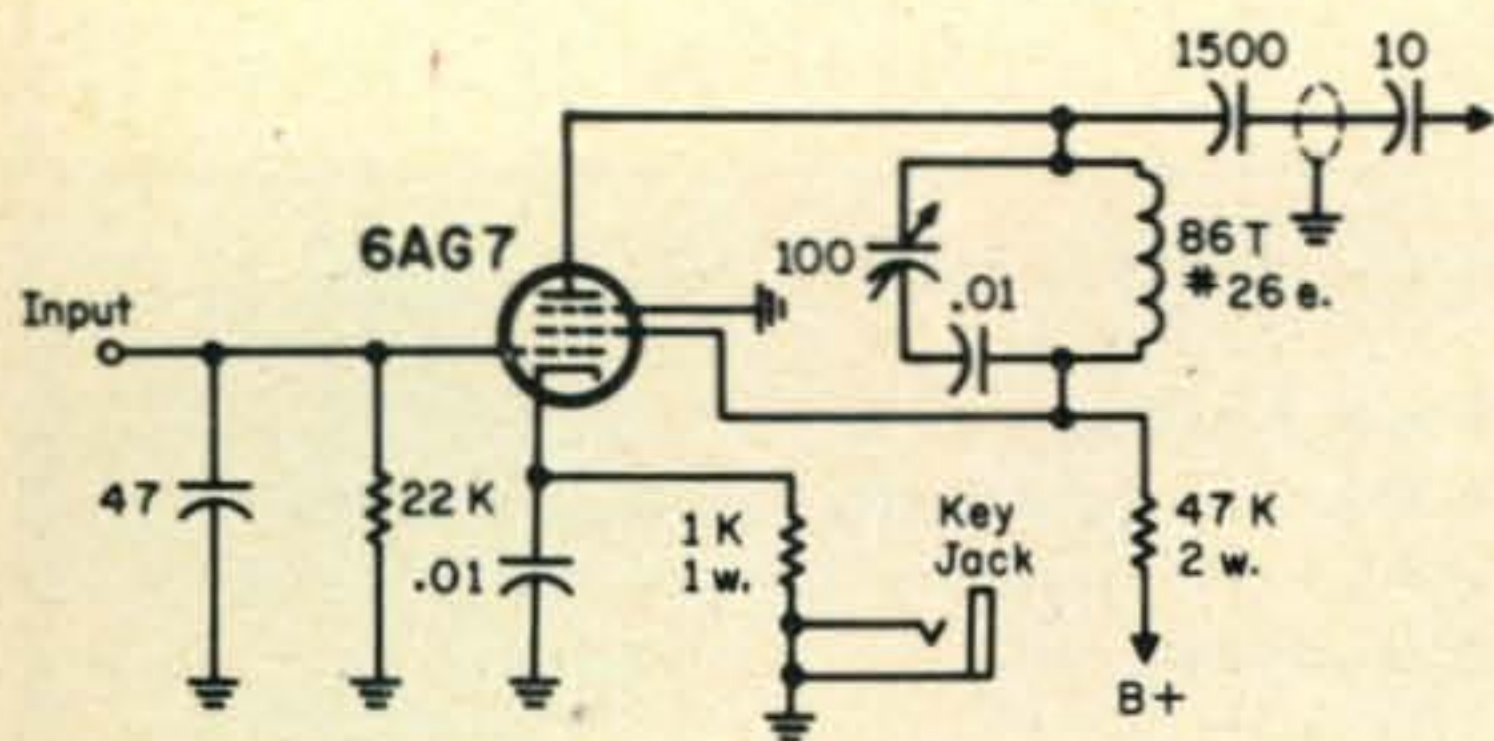 1500
10
6AG7
100
.01
86T
#26 e.
Input
47
22 K
.01
1 K
1 w.
Key
Jack
47 K
2 w.
B+